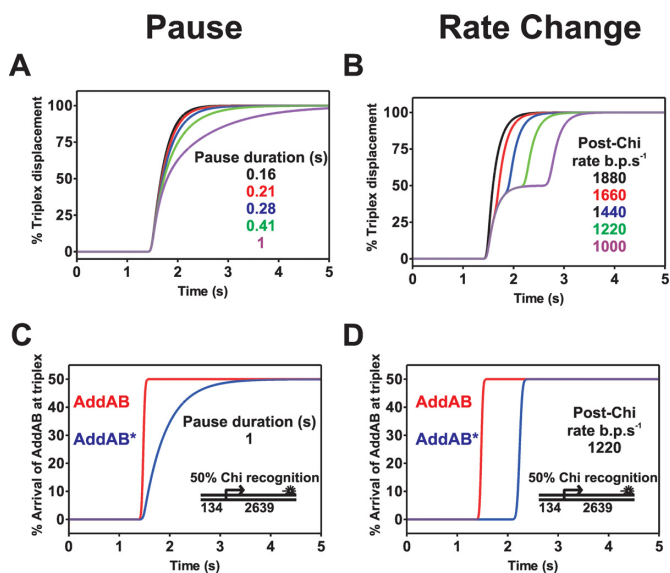 Pause
Rate Change
A
% Triplex displacement
100
75
50
25
0
Pause duration (s)
0.16
0.21
0.28
0.41
1
0 1 2 3 4 5
Time (s)
B
% Triplex displacement
100
75
50
25
0
Post-Chi
rate b.p.s-1
1880
1660
1440
1220
1000
0 1 2 3 4 5
Time (s)
C
% Arrival of AddAB at triplex
50
40
30
20
10
0
AddAB
AddAB*
Pause duration (s)
1
50% Chi recognition
134 2639
0 1 2 3 4 5
Time (s)
D
% Arrival of AddAB at triplex
50
40
30
20
10
0
AddAB
AddAB*
Post-Chi
rate b.p.s-1
1220
50% Chi recognition
134 2639
0 1 2 3 4 5
Time (s)